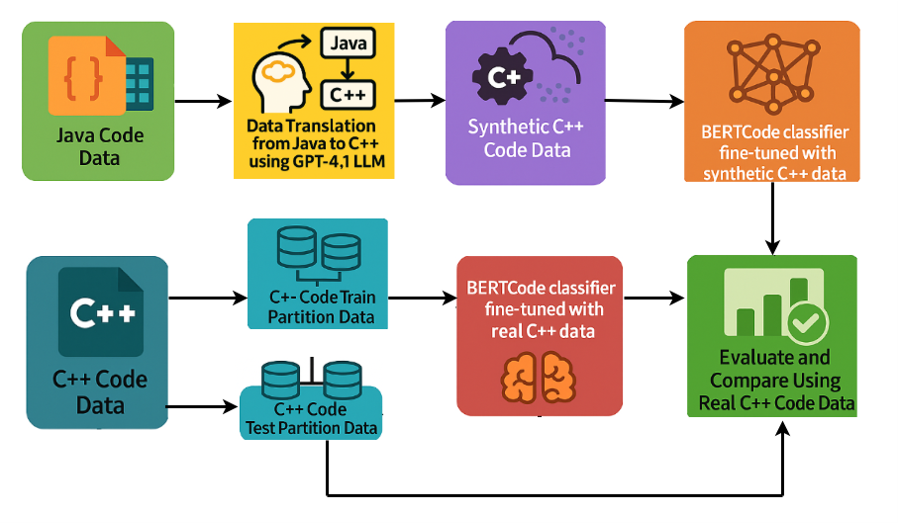 Java Code
Data
Java
C++
Data Translation
from Java to C++
using GPT-4,1 LLM
C+
Synthetic C++
Code Data
BERTCode classifier
fine-tuned with
synthetic C++ data
C++
C++ Code
Data
C+- Code Train
Partition Data
C++ Code
Test Partition Data
BERTCode classifier
fine-tuned with
real C++ data
Evaluate and
Compare Using
Real C++ Code Data